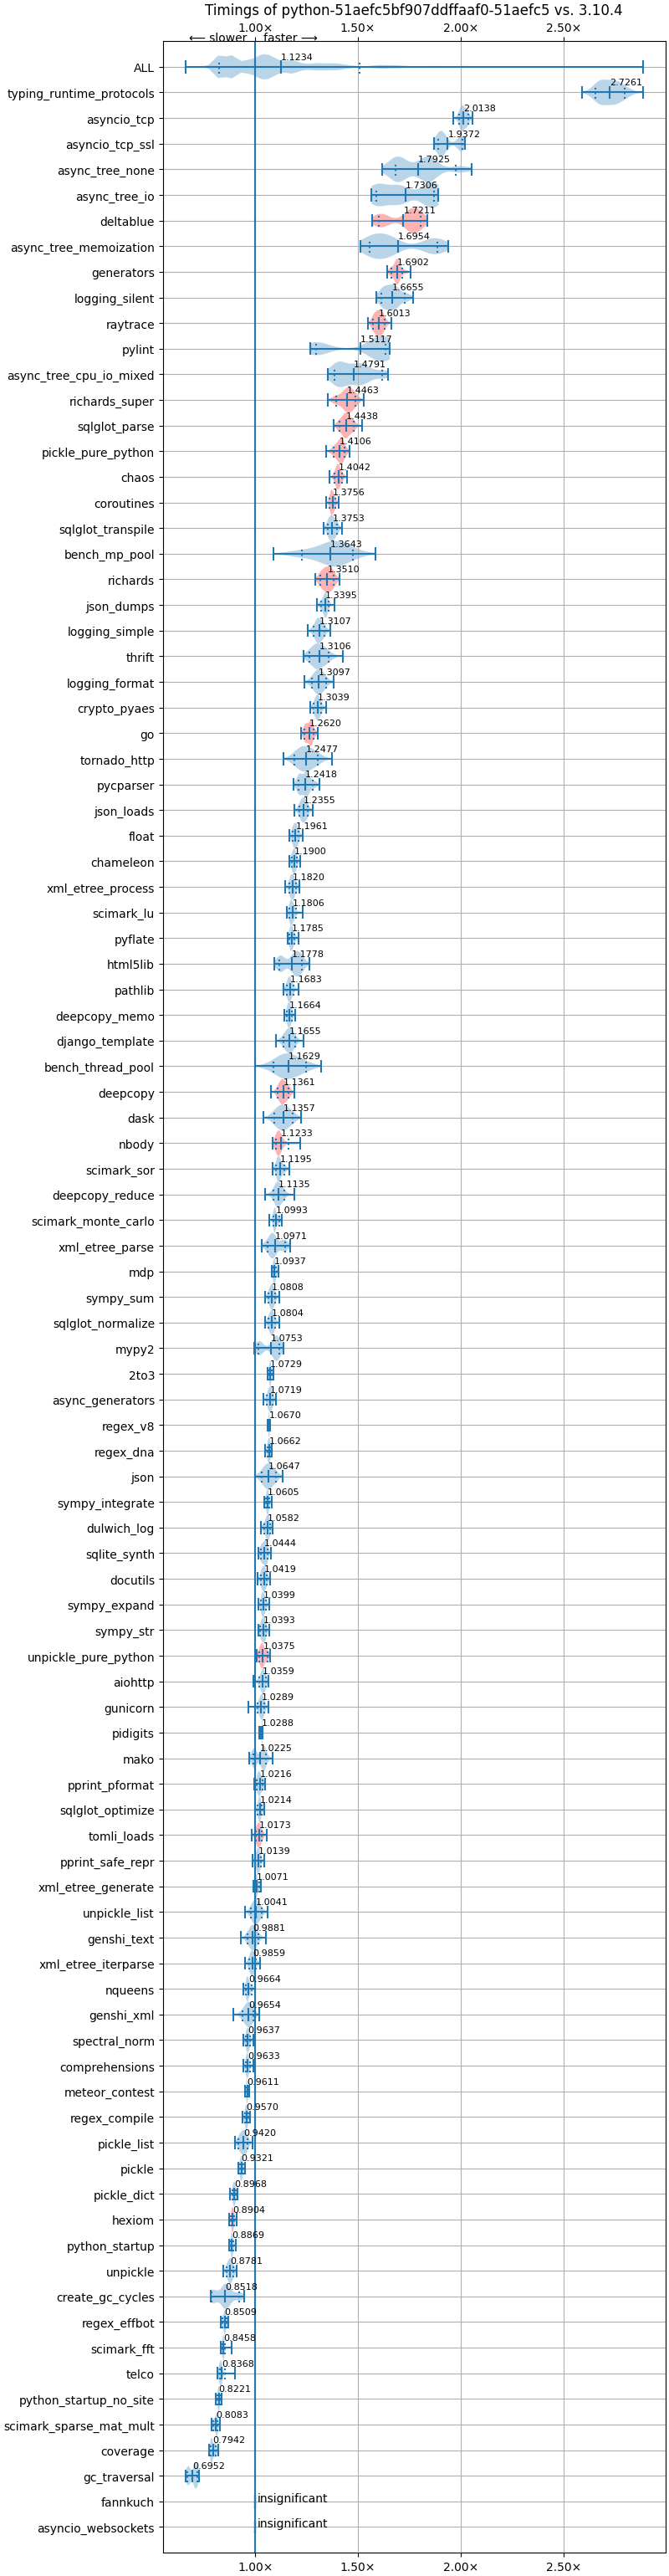 Timings of python-51aefc5bf907ddffaaf0-51aefc5 vs. 3.10.4
1.00× 1.50× 2.00× 2.50×
⟵ slower faster ⟶
ALL 1.1234
typing_runtime_protocols 2.7261
asyncio_tcp 2.0138
asyncio_tcp_ssl 1.9372
async_tree_none 1.7925
async_tree_io 1.7306
deltablue 1.7211
async_tree_memoization 1.6954
generators 1.6902
logging_silent 1.6655
raytrace 1.6013
pylint 1.5117
async_tree_cpu_io_mixed 1.4791
richards_super 1.4463
sqlglot_parse 1.4438
pickle_pure_python 1.4106
chaos 1.4042
coroutines 1.3756
sqlglot_transpile 1.3753
bench_mp_pool 1.3643
richards 1.3510
json_dumps 1.3395
logging_simple 1.3107
thrift 1.3106
logging_format 1.3097
crypto_pyaes 1.3039
go 1.2620
tornado_http 1.2477
pycparser 1.2418
json_loads 1.2355
float 1.1961
chameleon 1.1900
xml_etree_process 1.1820
scimark_lu 1.1806
pyflate 1.1785
html5lib 1.1778
pathlib 1.1683
deepcopy_memo 1.1664
django_template 1.1655
bench_thread_pool 1.1629
deepcopy 1.1361
dask 1.1357
nbody 1.1233
scimark_sor 1.1195
deepcopy_reduce 1.1135
scimark_monte_carlo 1.0993
xml_etree_parse 1.0971
mdp 1.0937
sympy_sum 1.0808
sqlglot_normalize 1.0804
mypy2 1.0753
2to3 1.0729
async_generators 1.0719
regex_v8 1.0670
regex_dna 1.0662
json 1.0647
sympy_integrate 1.0605
dulwich_log 1.0582
sqlite_synth 1.0444
docutils 1.0419
sympy_expand 1.0399
sympy_str 1.0393
unpickle_pure_python 1.0375
aiohttp 1.0359
gunicorn 1.0289
pidigits 1.0288
mako 1.0225
pprint_pformat 1.0216
sqlglot_optimize 1.0214
tomli_loads 1.0173
pprint_safe_repr 1.0139
xml_etree_generate 1.0071
unpickle_list 1.0041
genshi_text 0.9881
xml_etree_iterparse 0.9859
nqueens 0.9664
genshi_xml 0.9654
spectral_norm 0.9637
comprehensions 0.9633
meteor_contest 0.9611
regex_compile 0.9570
pickle_list 0.9420
pickle 0.9321
pickle_dict 0.8968
hexiom 0.8904
python_startup 0.8869
unpickle 0.8781
create_gc_cycles 0.8518
regex_effbot 0.8509
scimark_fft 0.8458
telco 0.8368
python_startup_no_site 0.8221
scimark_sparse_mat_mult 0.8083
coverage 0.7942
gc_traversal 0.6952
fannkuch insignificant
asyncio_websockets insignificant
1.00× 1.50× 2.00× 2.50×